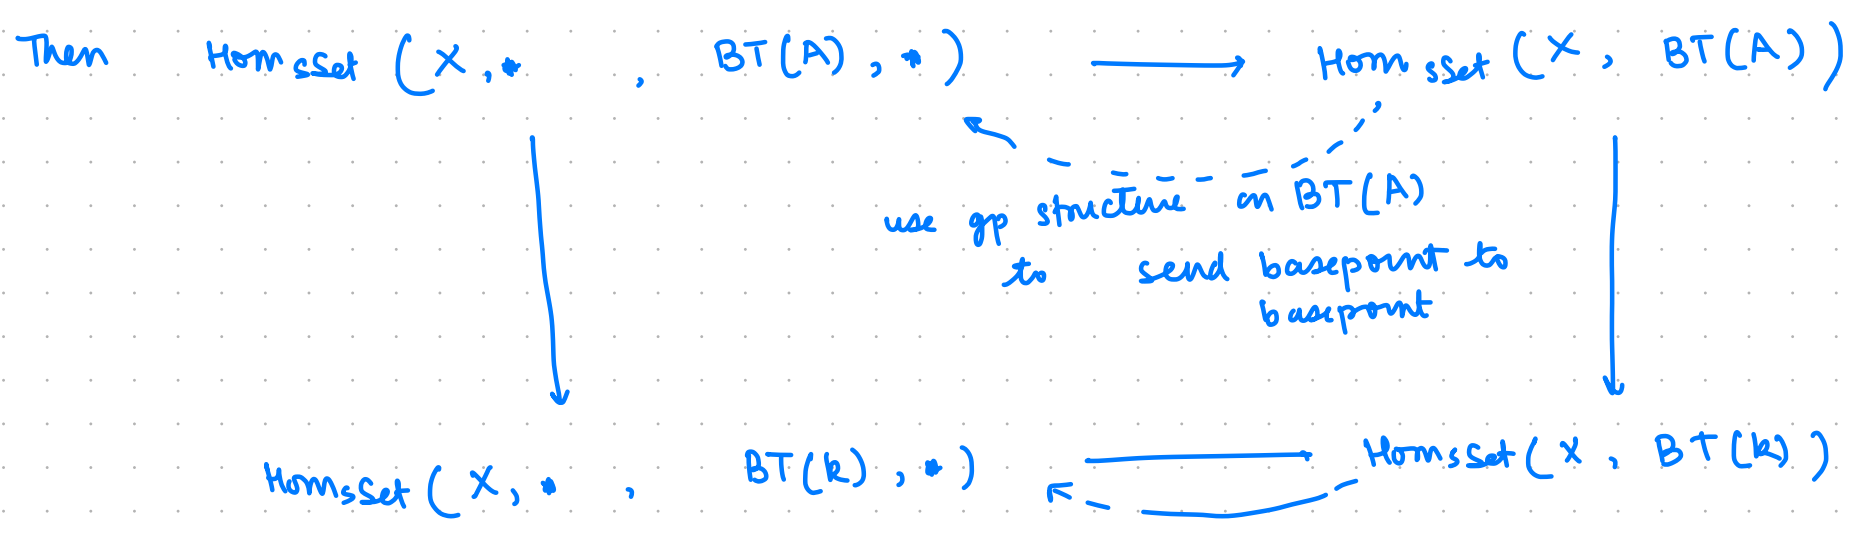 Then Hom sSet (X,* , BT(A), *) ⟶ Hom sSet (X, BT(A))
use gp structure on BT(A)
to send basepoint to
basepoint
Hom sSet (X, * , BT(k), *) ⟶ Hom sSet (X, BT(k))